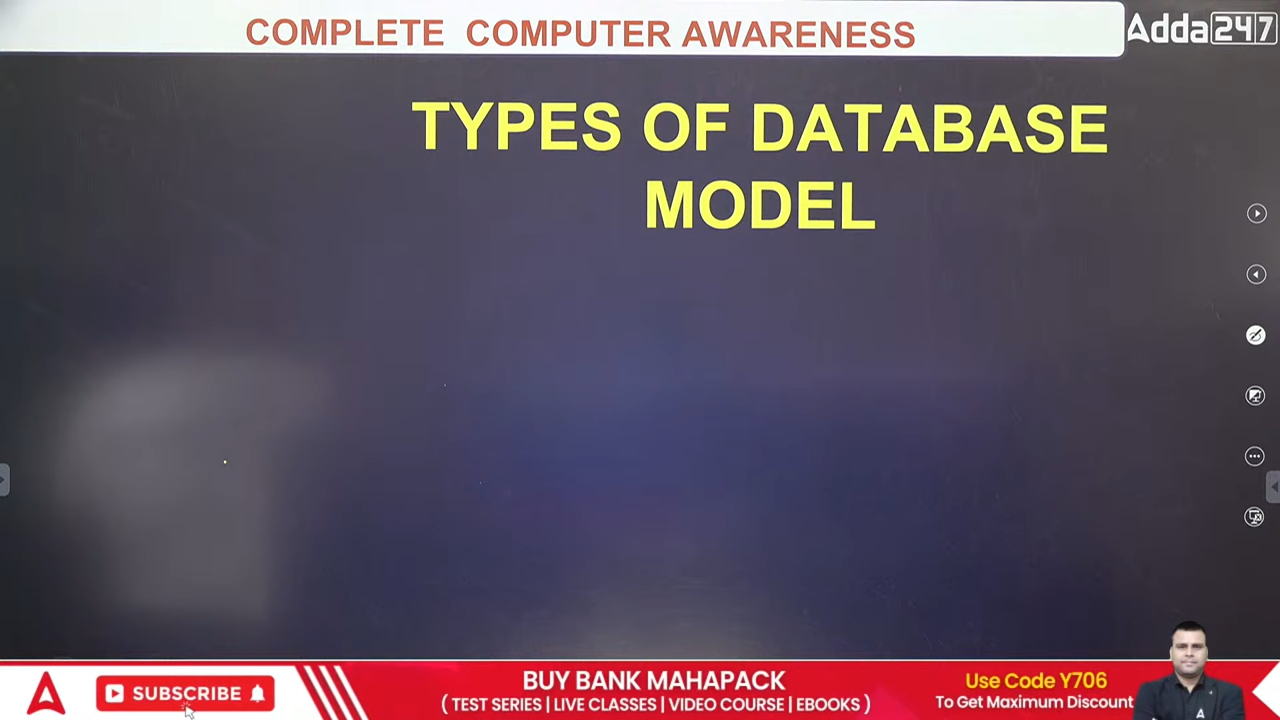 COMPLETE COMPUTER AWARENESS
Adda247
TYPES OF DATABASE
MODEL
SUBSCRIBE
BUY BANK MAHAPACK
( TEST SERIES | LIVE CLASSES | VIDEO COURSE | EBOOKS )
Use Code Y706
To Get Maximum Discount